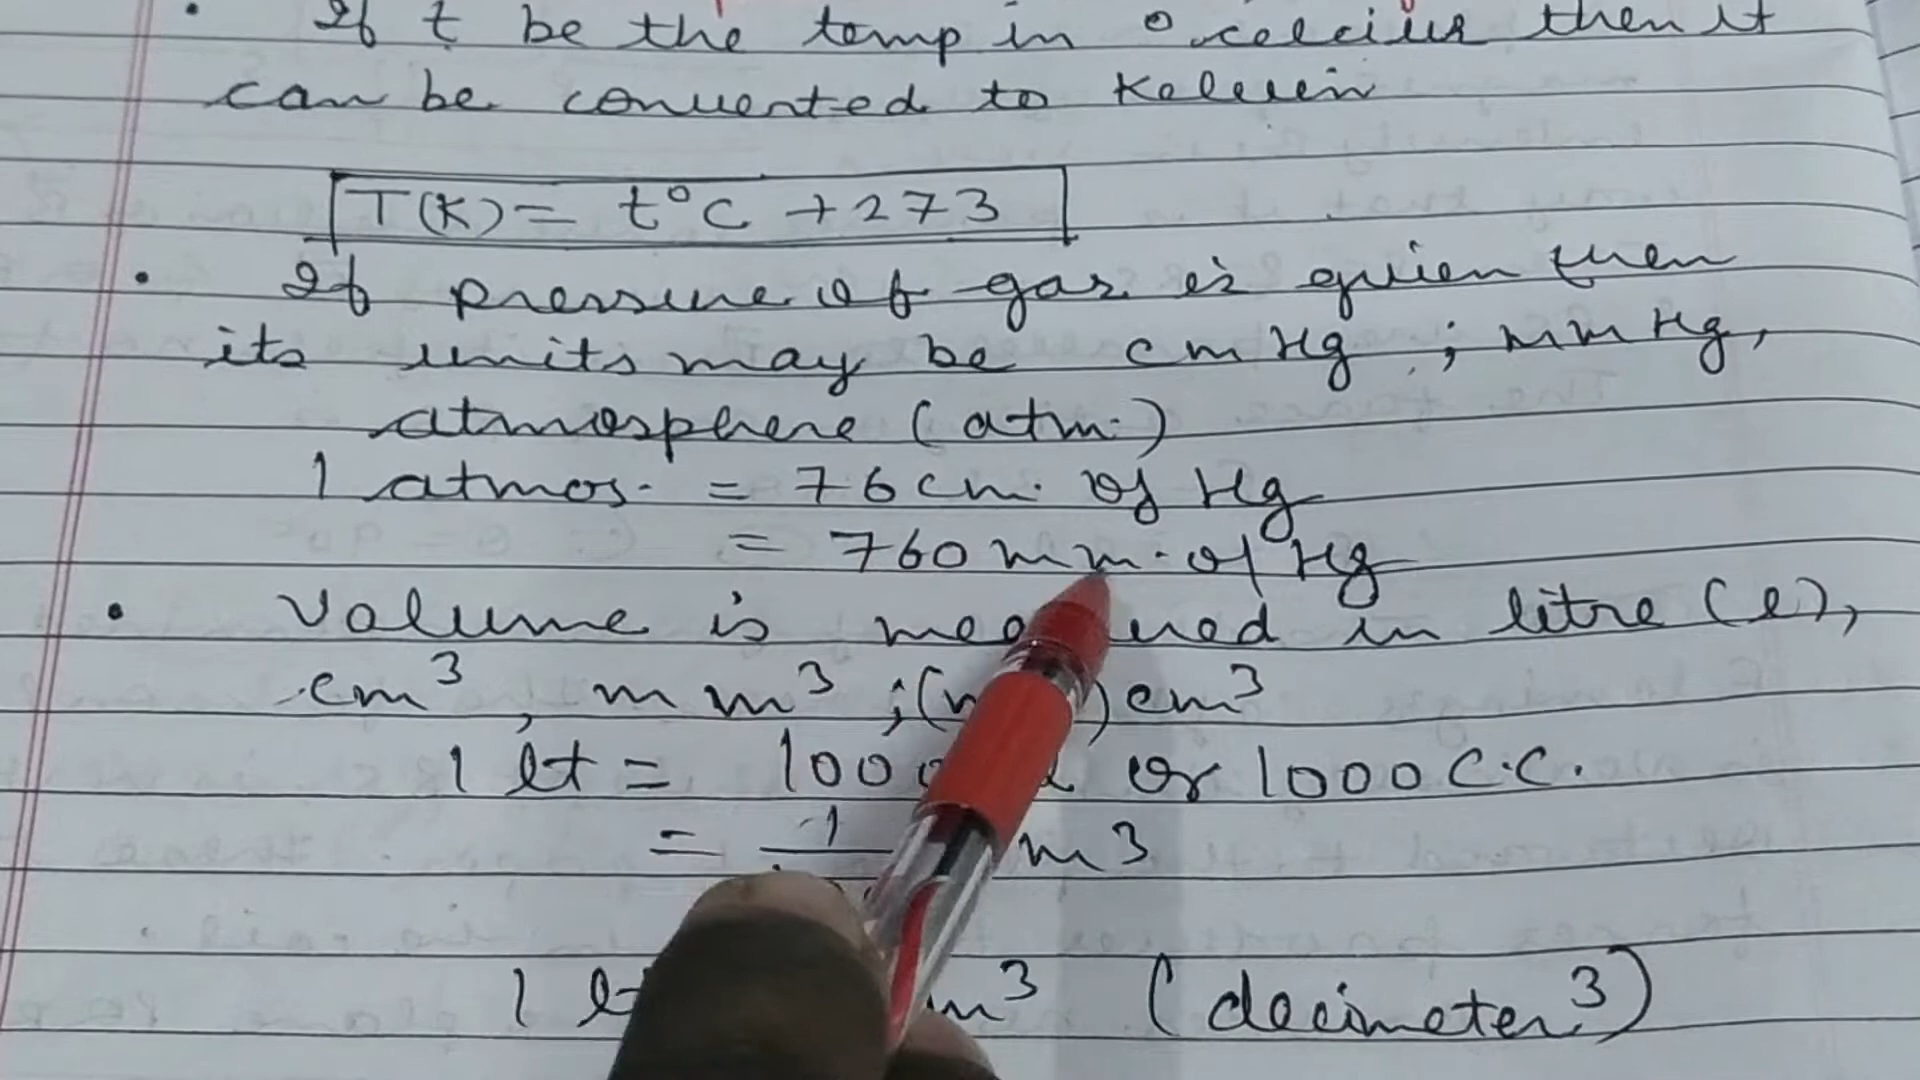 • If t be the temp in ° celcius then it
can be converted to Kelvin
T(K) = t°C + 273
• If pressure of gas is given then
its units may be cm Hg ; mm Hg,
atmosphere (atm.)
1 atmos. = 76 cm. of Hg
= 760 mm. of Hg
• Volume is measured in litre (l),
cm³, mm³ ; ( ) cm³
1 lt = or 1000 C.C.
= m³
1 (decimeter³)